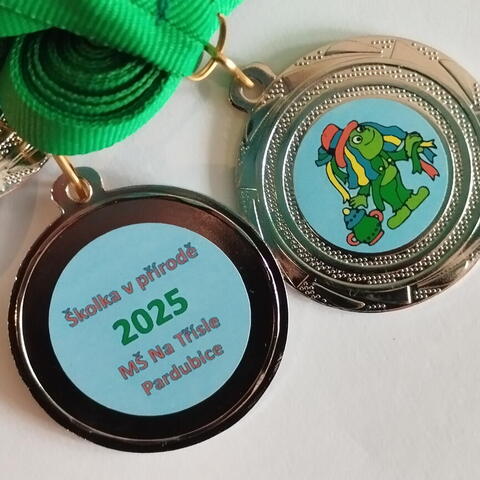 Školka v přírodě
2025
MŠ Na Třísle
Pardubice